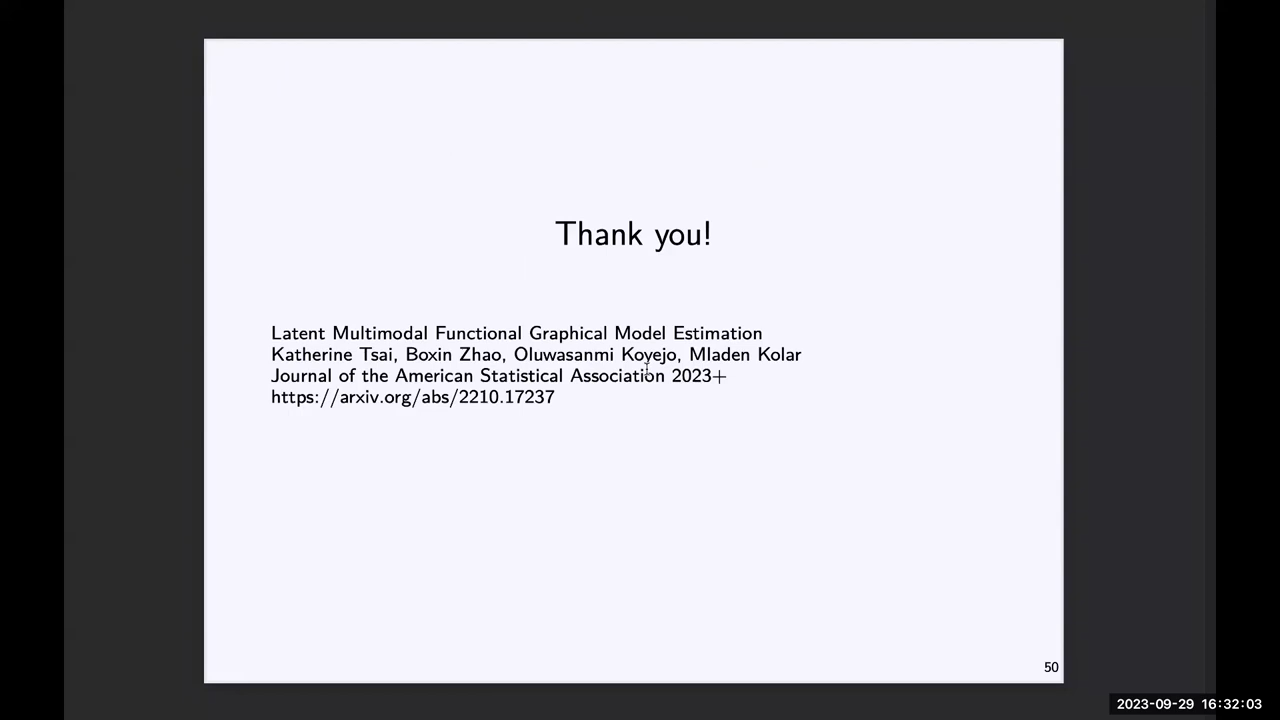 Thank you!
Latent Multimodal Functional Graphical Model Estimation
Katherine Tsai, Boxin Zhao, Oluwasanmi Koyejo, Mladen Kolar
Journal of the American Statistical Association 2023+
https://arxiv.org/abs/2210.17237
50
2023-09-29 16:32:03